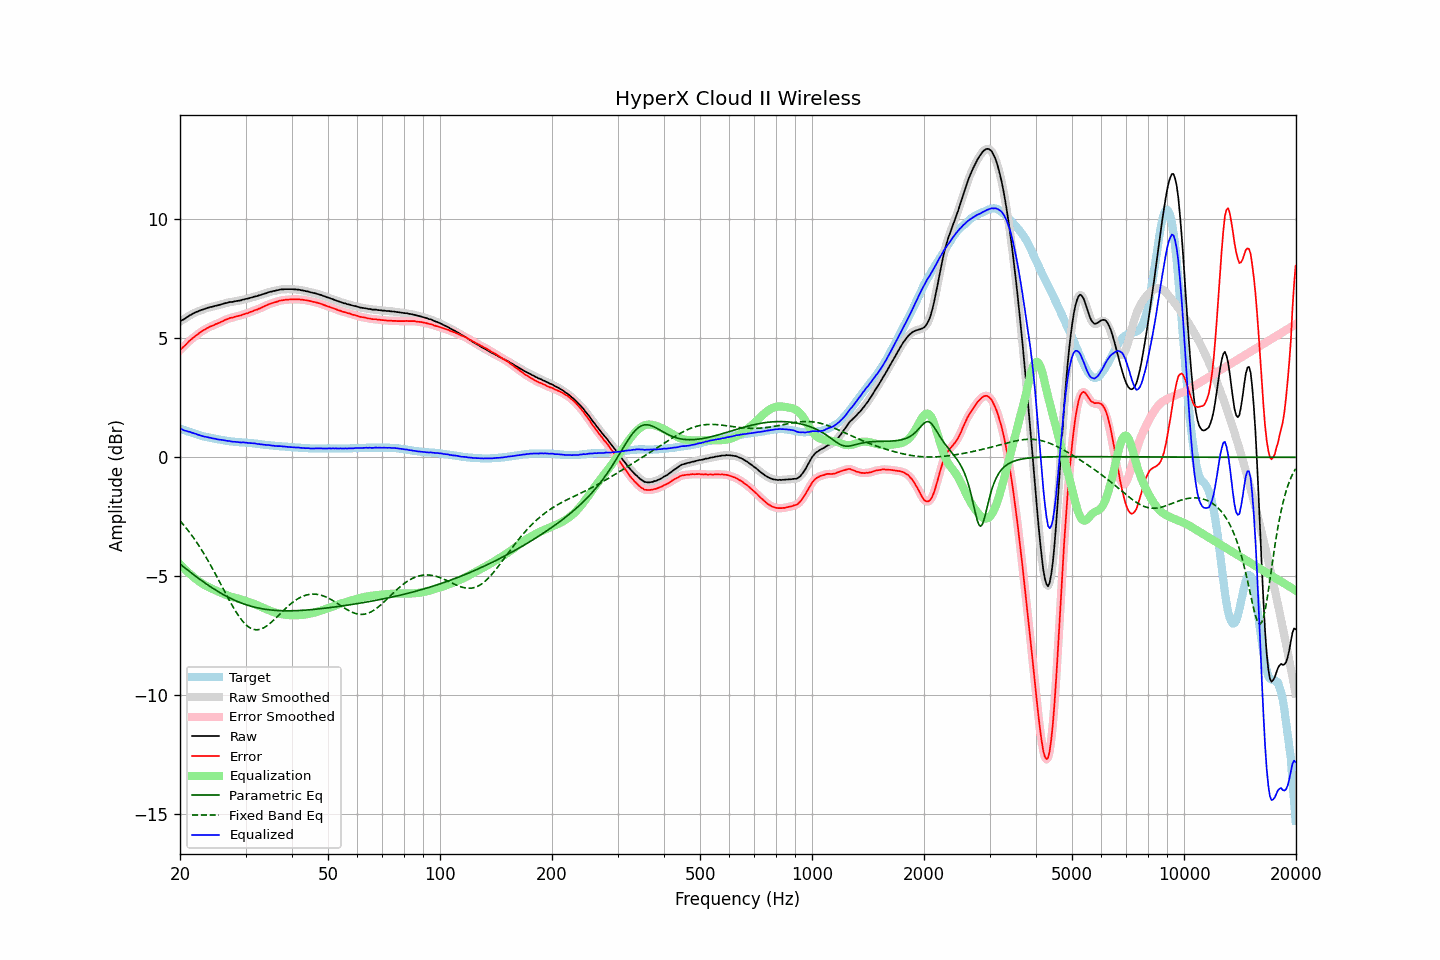 HyperX Cloud II Wireless
Amplitude (dBr)
10
5
0
−5
−10
−15
Target
Raw Smoothed
Error Smoothed
Raw
Error
Equalization
Parametric Eq
Fixed Band Eq
Equalized
20 50 100 200 500 1000 2000 5000 10000 20000
Frequency (Hz)